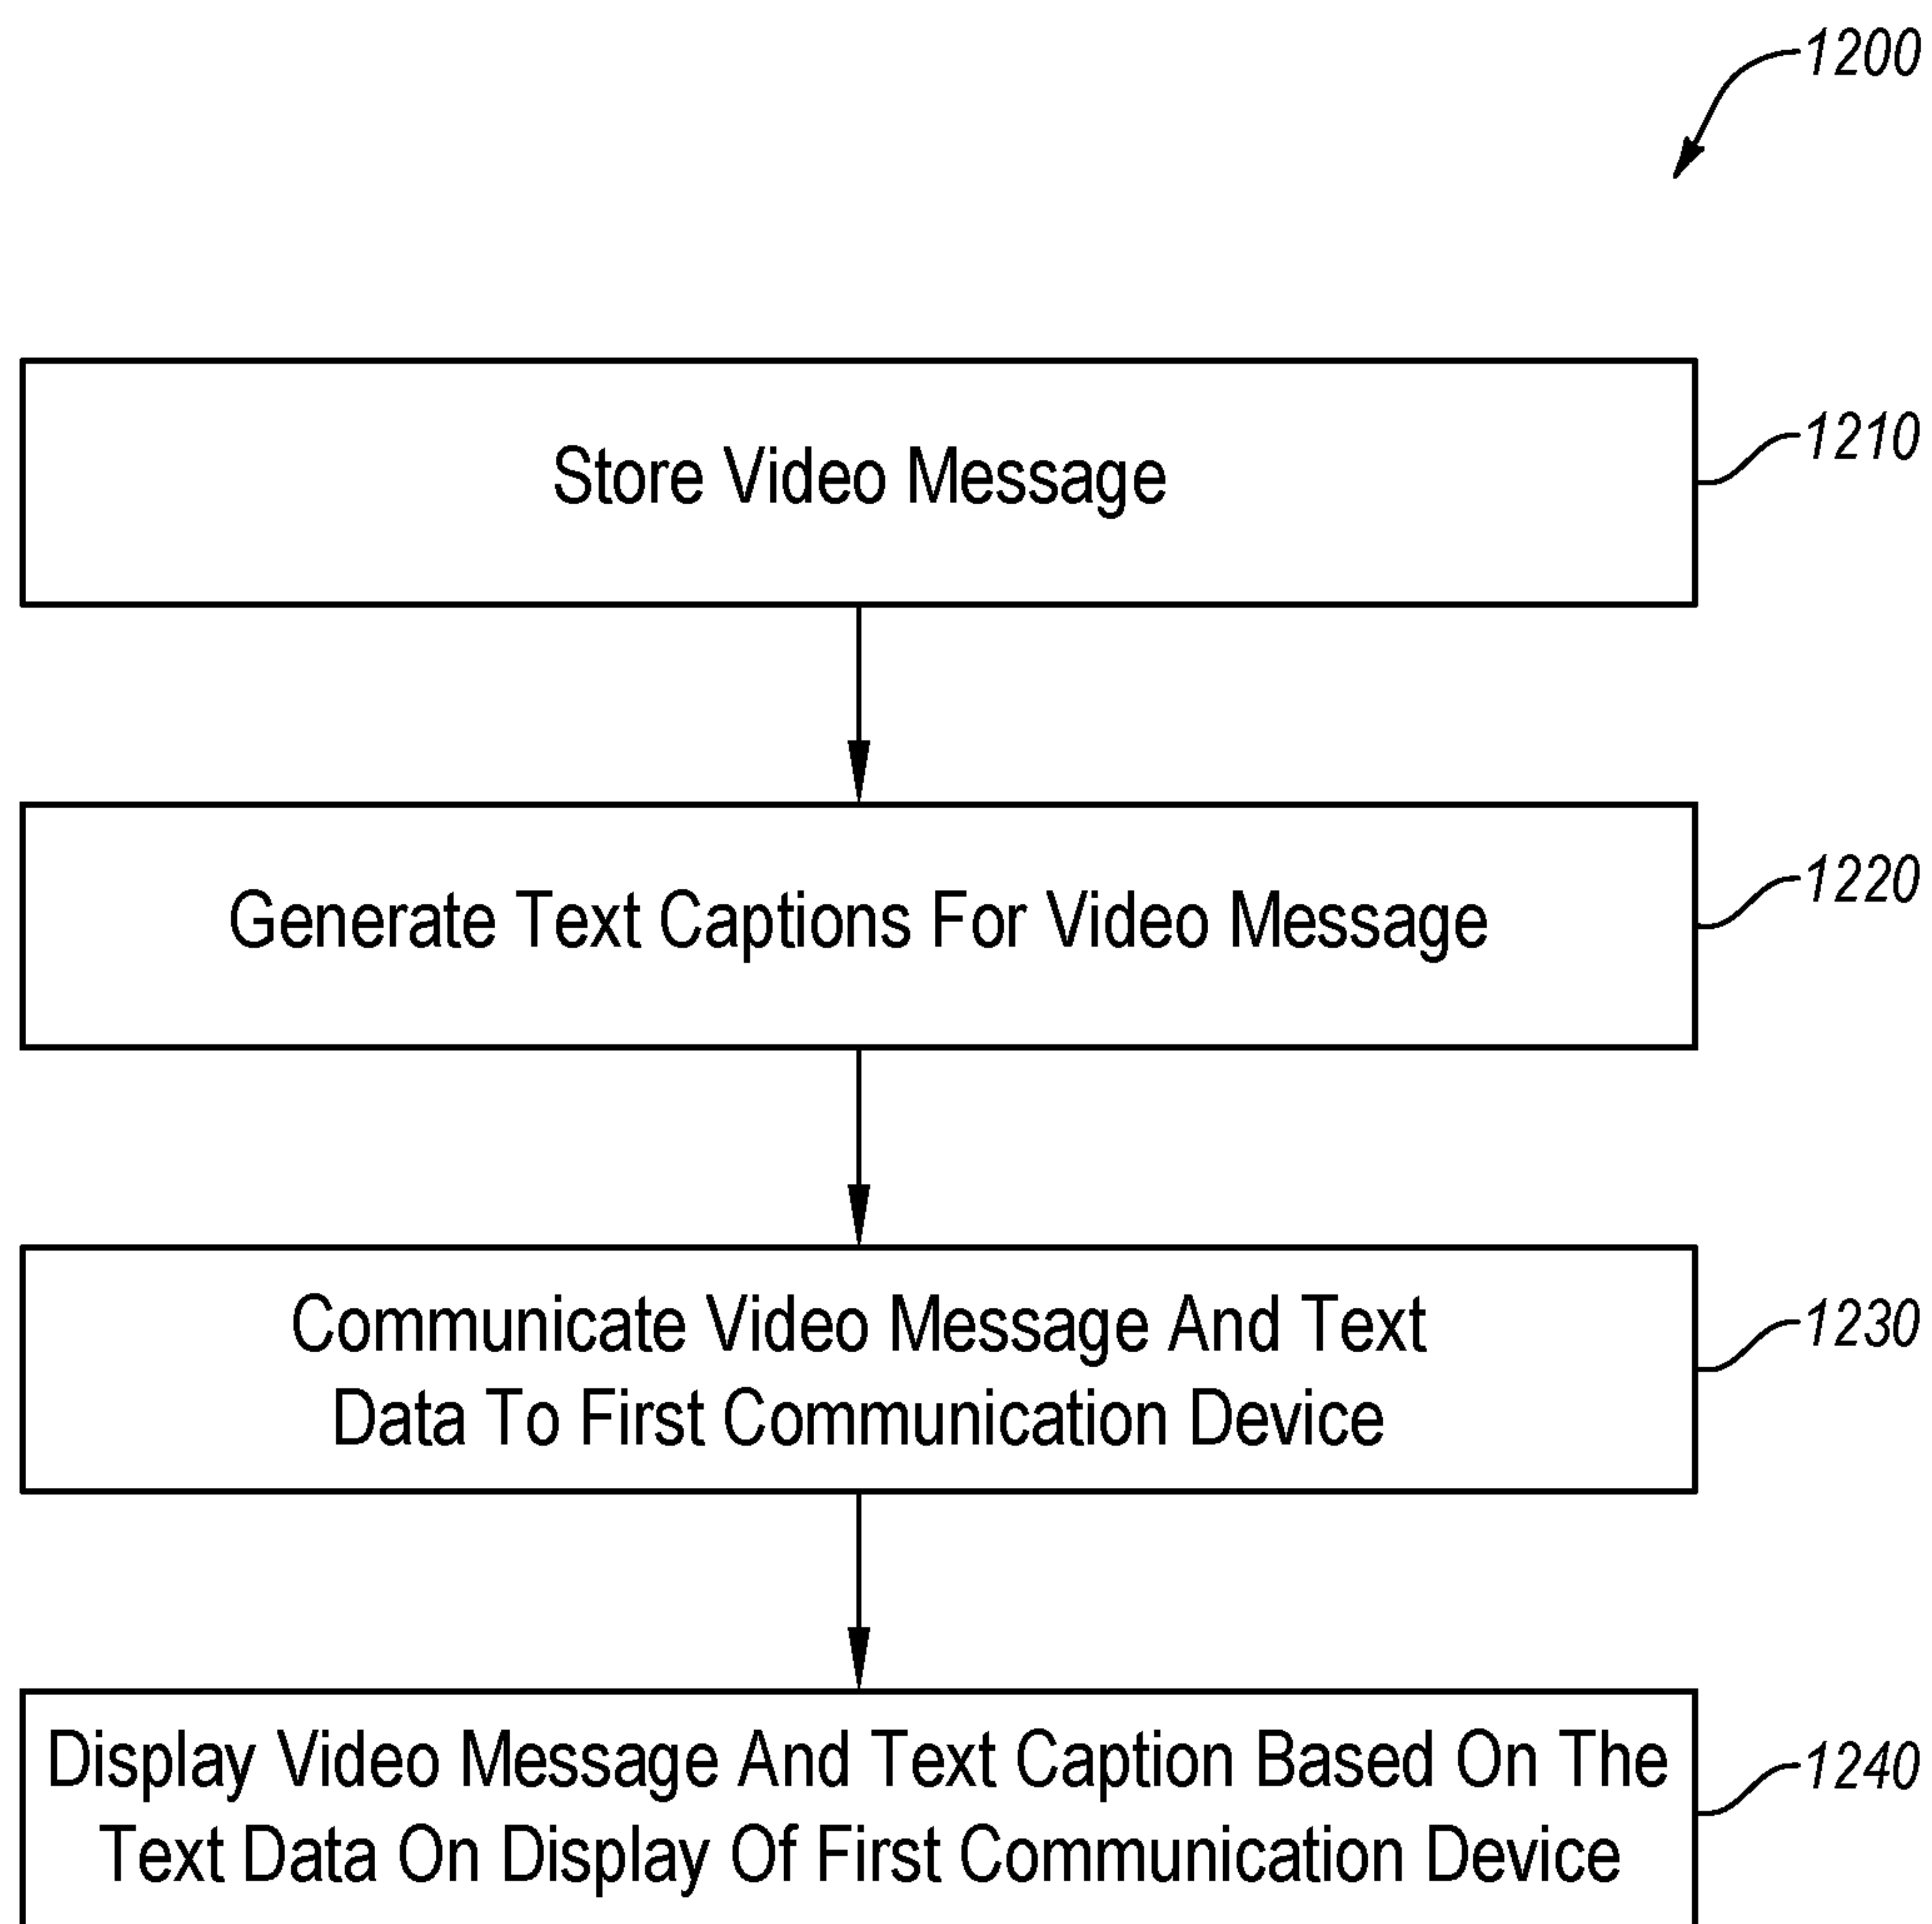 1200
Store Video Message
1210
Generate Text Captions For Video Message
1220
Communicate Video Message And Text
Data To First Communication Device
1230
Display Video Message And Text Caption Based On The
Text Data On Display Of First Communication Device
1240